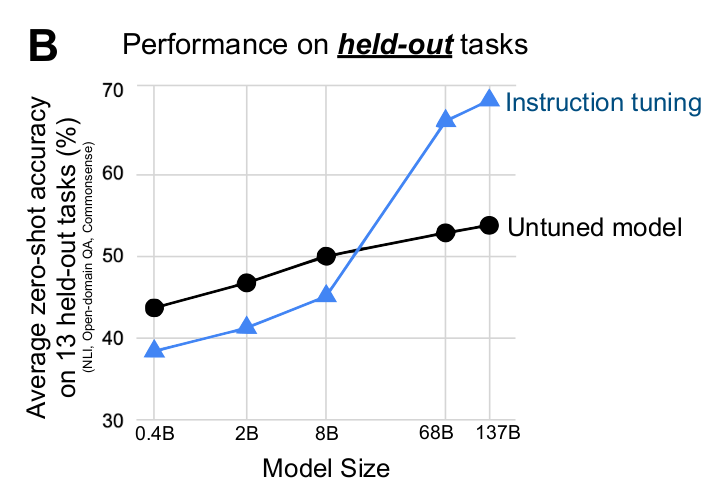 B
Performance on held-out tasks
Average zero-shot accuracy
on 13 held-out tasks (%)
(NLI, Open-domain QA, Commonsense)
70
60
50
40
30
Instruction tuning
Untuned model
0.4B
2B
8B
68B
137B
Model Size